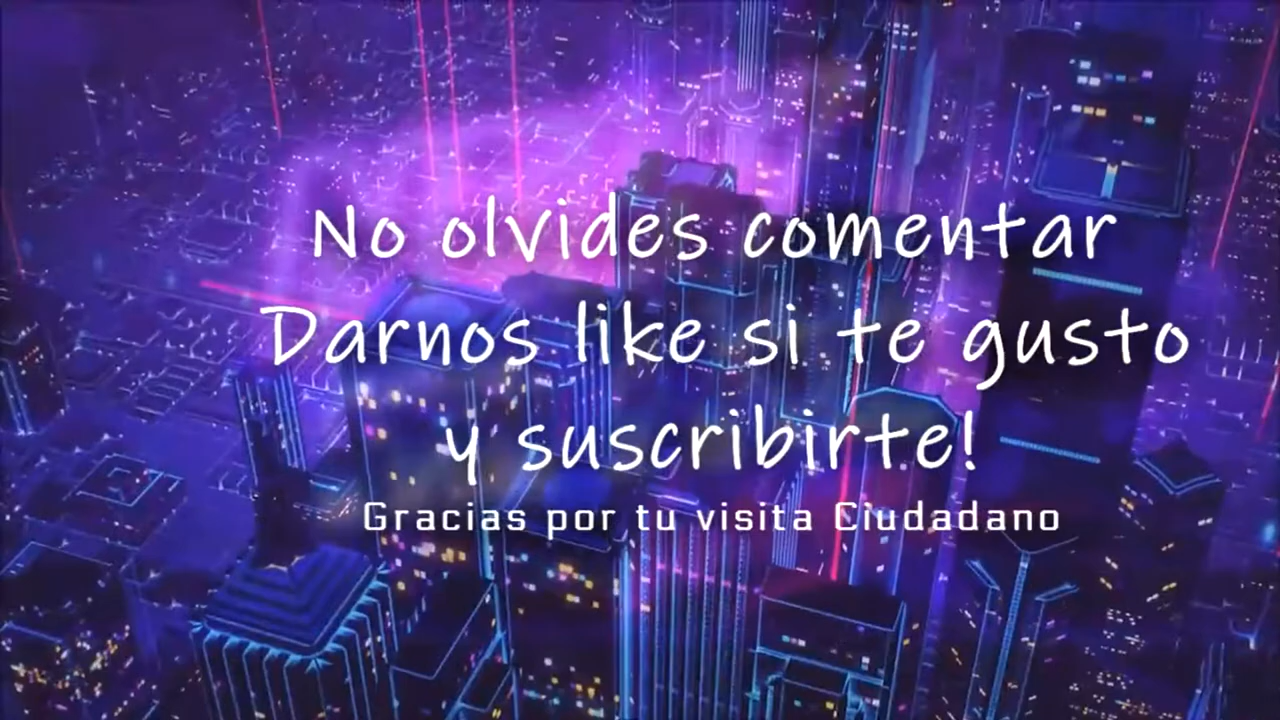 No olvides comentar
Darnos like si te gusto
y suscribirte!
Gracias por tu visita Ciudadano